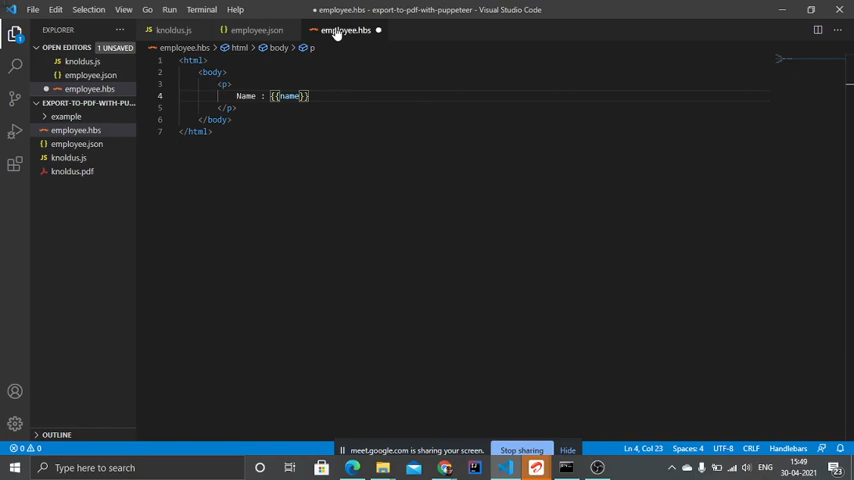 File Edit Selection View Go Run Terminal Help
● employee.hbs - export-to-pdf-with-puppeteer - Visual Studio Code
EXPLORER ···
JS knoldus.js
{} employee.json
employee.hbs ●
OPEN EDITORS 1 UNSAVED
employee.hbs > html > body > p
JS knoldus.js
{} employee.json
● employee.hbs
EXPORT-TO-PDF-WITH-PU...
> example
employee.hbs
{} employee.json
JS knoldus.js
knoldus.pdf
1 <html>
2 <body>
3 <p>
4 Name : {{name}}
5 </p>
6 </body>
7 </html>
> OUTLINE
0 0
meet.google.com is sharing your screen. Stop sharing Hide
Ln 4, Col 23 Spaces: 4 UTF-8 CRLF Handlebars
Type here to search
ENG
15:49
30-04-2021
23